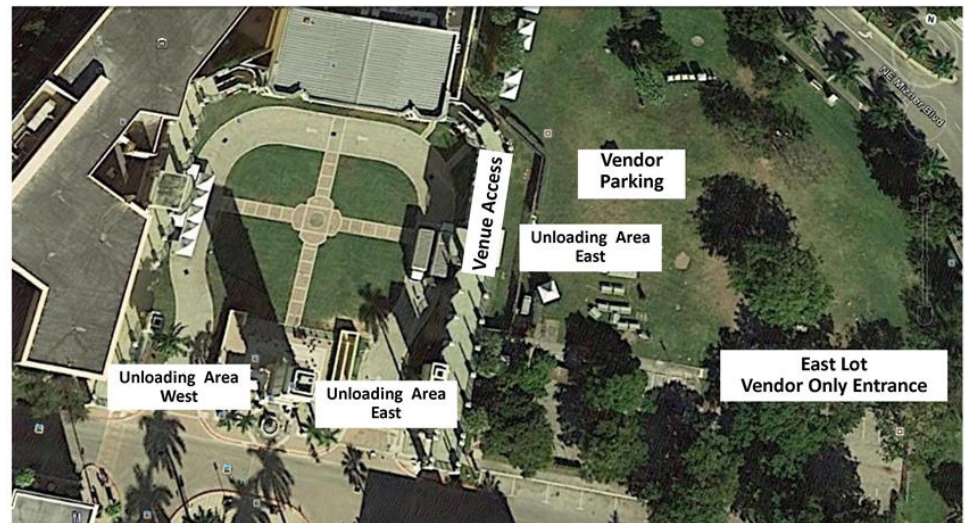 N
NE Mizner Blvd
Vendor
Parking
Venue Access
Unloading Area
East
East Lot
Vendor Only Entrance
Unloading Area
West
Unloading Area
East